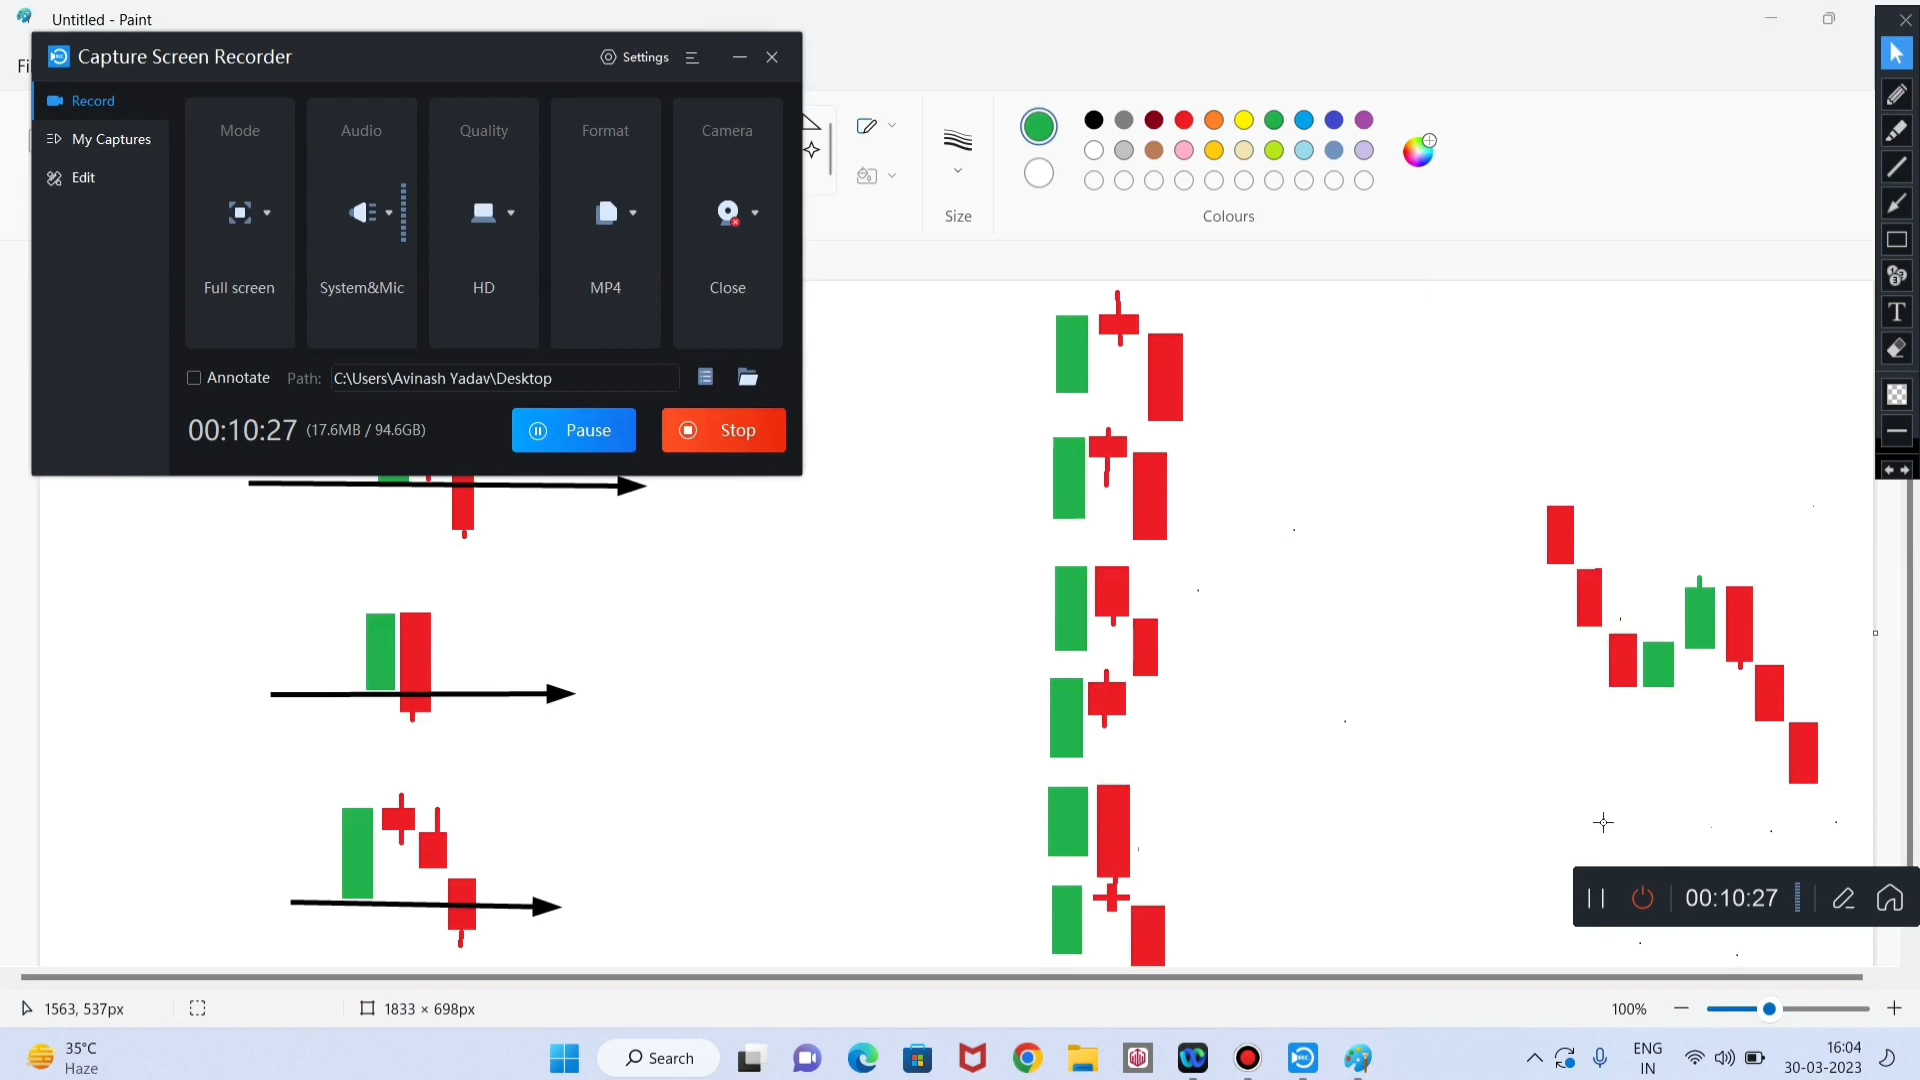 Untitled - Paint
Capture Screen Recorder
Settings
Fi
Record
My Captures
Edit
Mode
Audio
Quality
Format
Camera
Full screen
System&Mic
HD
MP4
Close
Annotate
Path:
C:\Users\Avinash Yadav\Desktop
00:10:27
(17.6MB / 94.6GB)
Pause
Stop
Size
Colours
T
00:10:27
1563, 537px
1833 × 698px
100%
35°C
Haze
Search
ENG
IN
16:04
30-03-2023